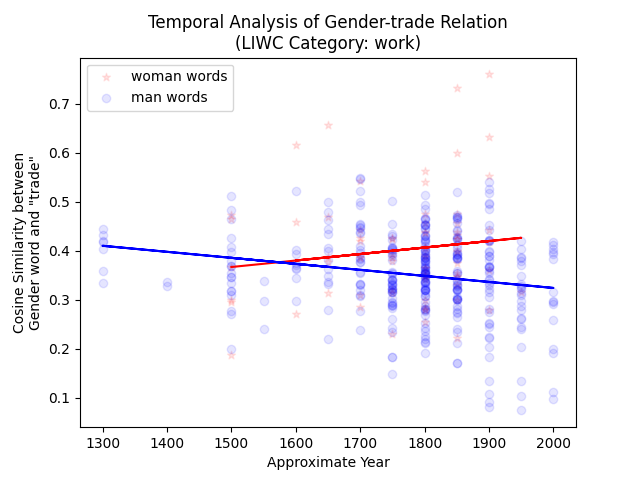 Temporal Analysis of Gender-trade Relation
(LIWC Category: work)
woman words
man words
Cosine Similarity between
Gender word and "trade"
0.7
0.6
0.5
0.4
0.3
0.2
0.1
1300 1400 1500 1600 1700 1800 1900 2000
Approximate Year